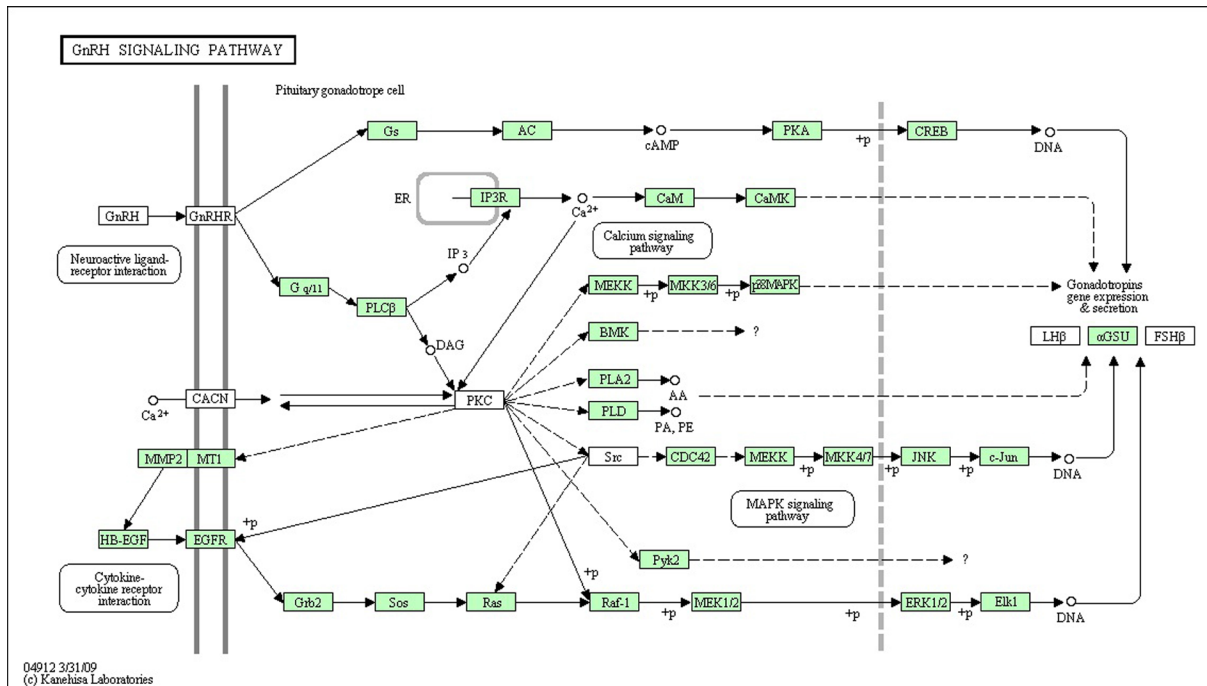 GnRH SIGNALING PATHWAY
Pituitary gonadotrope cell
Gs
AC
cAMP
PKA
+p
CREB
DNA
ER
IP3R
Ca2+
CaM
CaMK
GnRH
GnRHR
Neuroactive ligand-
receptor interaction
Calcium signaling
pathway
IP3
G q/11
PLCβ
MEKK
+p
MKK3/6
+p
p38MAPK
Gonadotropins
gene expression
& secretion
BMK
?
LHβ
αGSU
FSHβ
DAG
PLA2
AA
Ca2+
CACN
PKC
PLD
PA, PE
MMP2
MT1
Src
CDC42
MEKK
+p
MKK4/7
+p
JNK
+p
c-Jun
DNA
MAPK signaling
pathway
HB-EGF
EGFR
+p
Pyk2
?
Cytokine-
cytokine receptor
interaction
+p
Grb2
Sos
Ras
Raf-1
+p
MEK1/2
+p
ERK1/2
+p
Elk1
DNA
04912 3/31/09
(c) Kanehisa Laboratories